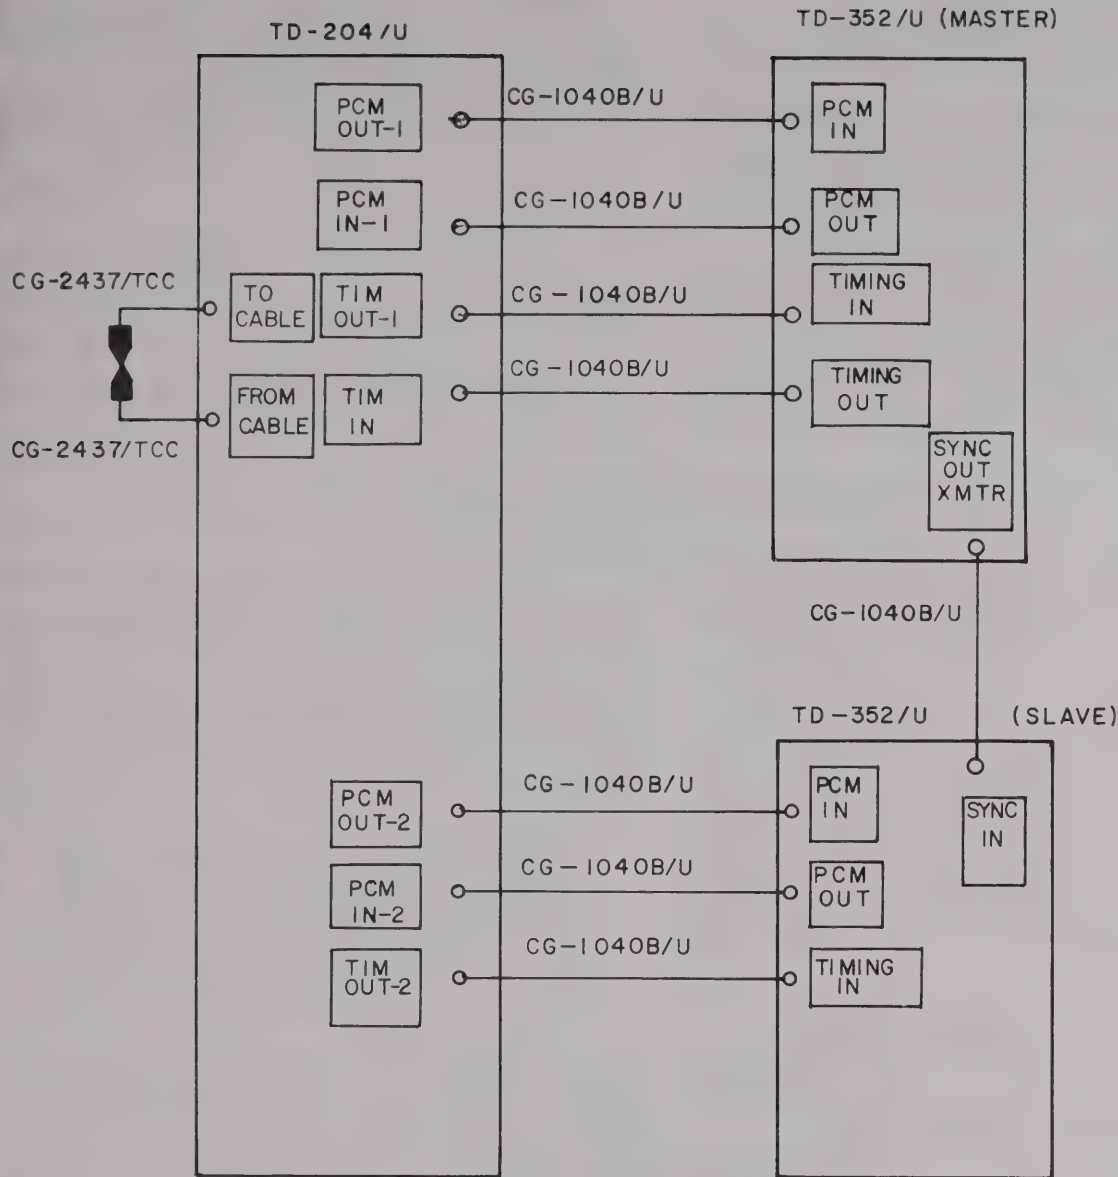 TD-204/U
TD-352/U (MASTER)
PCM
OUT-1
CG-1040B/U
PCM
IN
PCM
IN-1
CG-1040B/U
PCM
OUT
CG-2437/TCC
TO
CABLE
TIM
OUT-1
CG-1040B/U
TIMING
IN
FROM
CABLE
TIM
IN
CG-1040B/U
TIMING
OUT
CG-2437/TCC
SYNC
OUT
XMTR
CG-1040B/U
TD-352/U (SLAVE)
PCM
OUT-2
CG-1040B/U
PCM
IN
SYNC
IN
PCM
IN-2
CG-1040B/U
PCM
OUT
TIM
OUT-2
CG-1040B/U
TIMING
IN